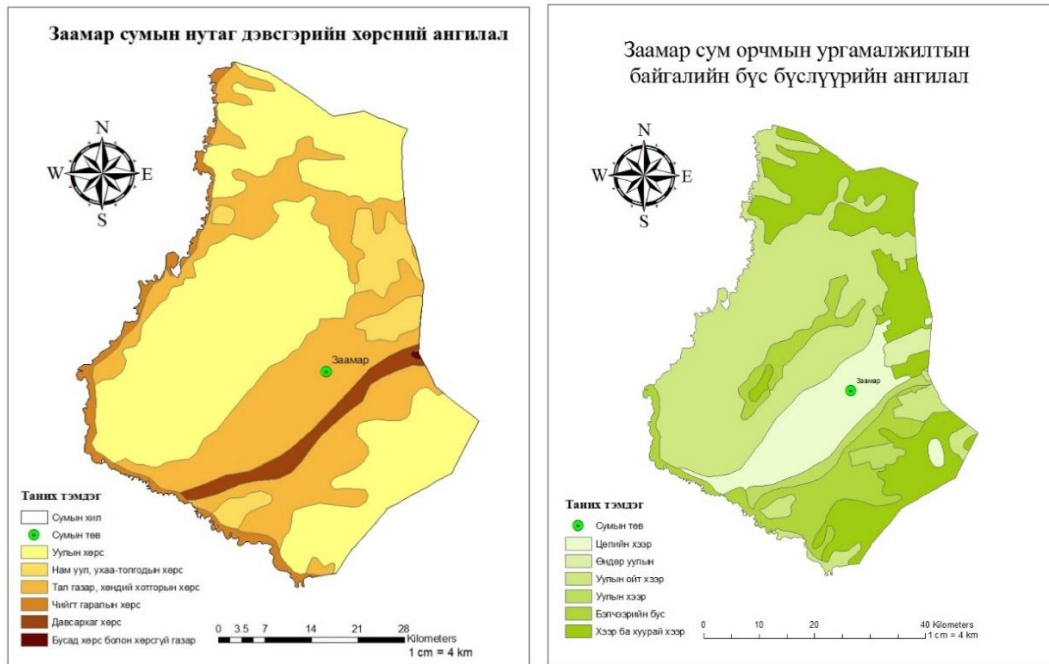 Заамар сумын нутаг дэвсгэрийн хөрсний ангилал
N
W E
S
Заамар
Таних тэмдэг
Сумын хил
Сумын төв
Уулын хөрс
Нам уул, ухаа-толгодын хөрс
Тал газар, хөндий хотгорын хөрс
Чийгт гаралын хөрс
Давсархаг хөрс
Бусад хөрс болон хөрсгүй газар
0 3.5 7 14 21 28
Kilometers
1 cm = 4 km
Заамар сум орчмын ургамалжилтын
байгалийн бүс бүслүүрийн ангилал
N
W E
S
Заамар
Таних тэмдэг
Сумын төв
Цөлийн хээр
Өндөр уулын
Уулын ойт хээр
Уулын хээр
Бэлчээрийн бүс
Хээр ба хуурай хээр
0 10 20 40 Kilometers
1 cm = 4 km